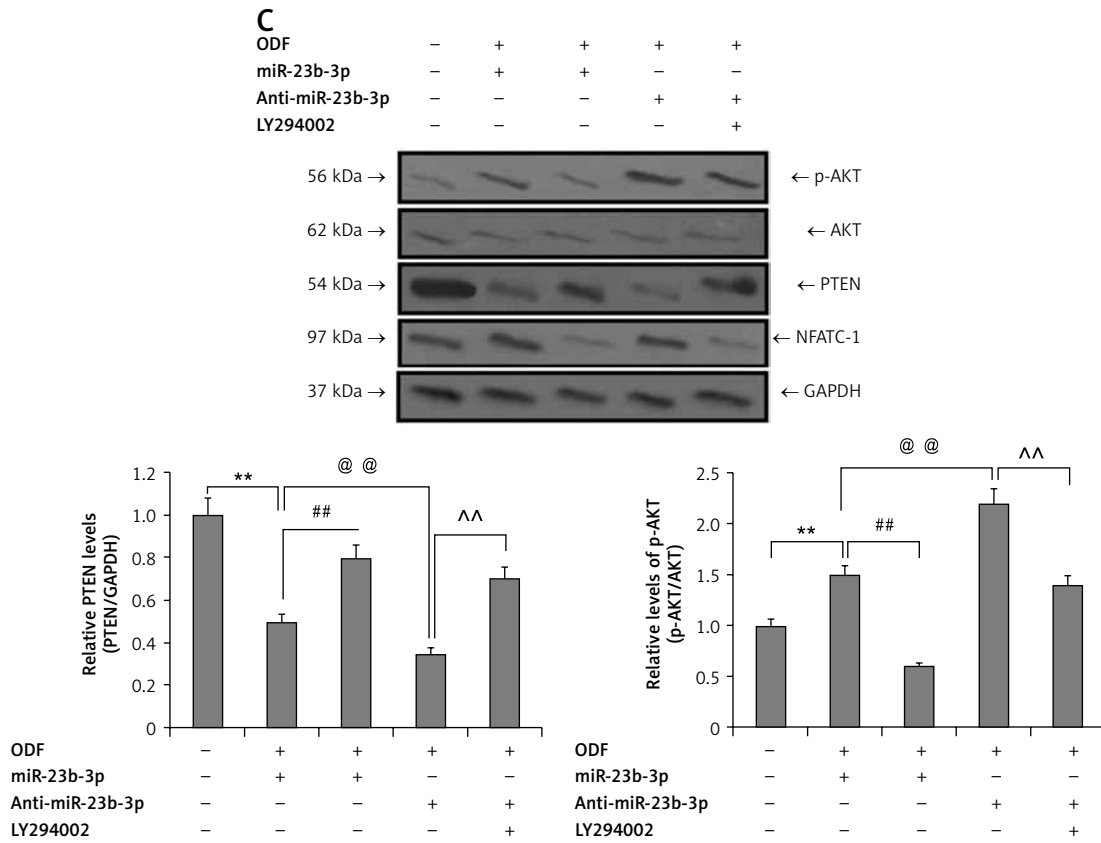 C
ODF – + + + +
miR-23b-3p – + + – –
Anti-miR-23b-3p – – – + +
LY294002 – – – – +
56 kDa → ← p-AKT
62 kDa → ← AKT
54 kDa → ← PTEN
97 kDa → ← NFATC-1
37 kDa → ← GAPDH
Relative PTEN levels
(PTEN/GAPDH)
1.2
1.0
0.8
0.6
0.4
0.2
0
** @ @
## ^^
ODF – + + + +
miR-23b-3p – + + – –
Anti-miR-23b-3p – – – + +
LY294002 – – – – +
Relative levels of p-AKT
(p-AKT/AKT)
2.5
2.0
1.5
1.0
0.5
0
@ @ ^^
** ##
ODF – + + + +
miR-23b-3p – + + – –
Anti-miR-23b-3p – – – + +
LY294002 – – – – +